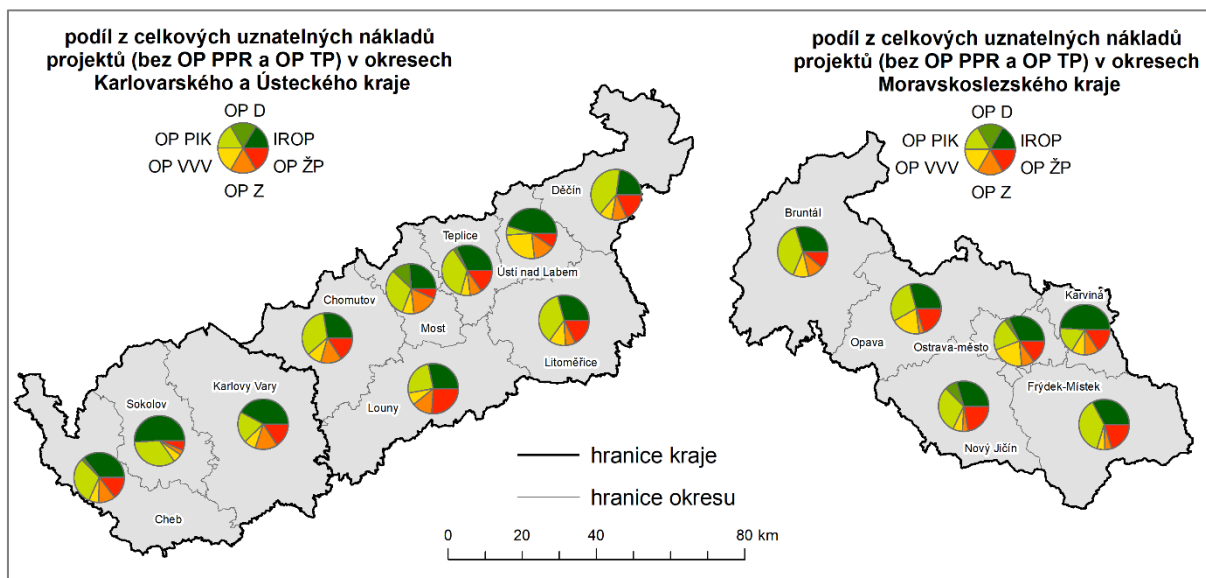 podíl z celkových uznatelných nákladů
projektů (bez OP PPR a OP TP) v okresech
Karlovarského a Ústeckého kraje
OP D
OP PIK
IROP
OP VVV
OP ŽP
OP Z
podíl z celkových uznatelných nákladů
projektů (bez OP PPR a OP TP) v okresech
Moravskoslezského kraje
OP D
OP PIK
IROP
OP VVV
OP ŽP
OP Z
Děčín
Teplice
Ústí nad Labem
Chomutov
Most
Litoměřice
Karlovy Vary
Louny
Sokolov
Cheb
Bruntál
Karviná
Opava
Ostrava-město
Frýdek-Místek
Nový Jičín
hranice kraje
hranice okresu
0 20 40 60 80 km